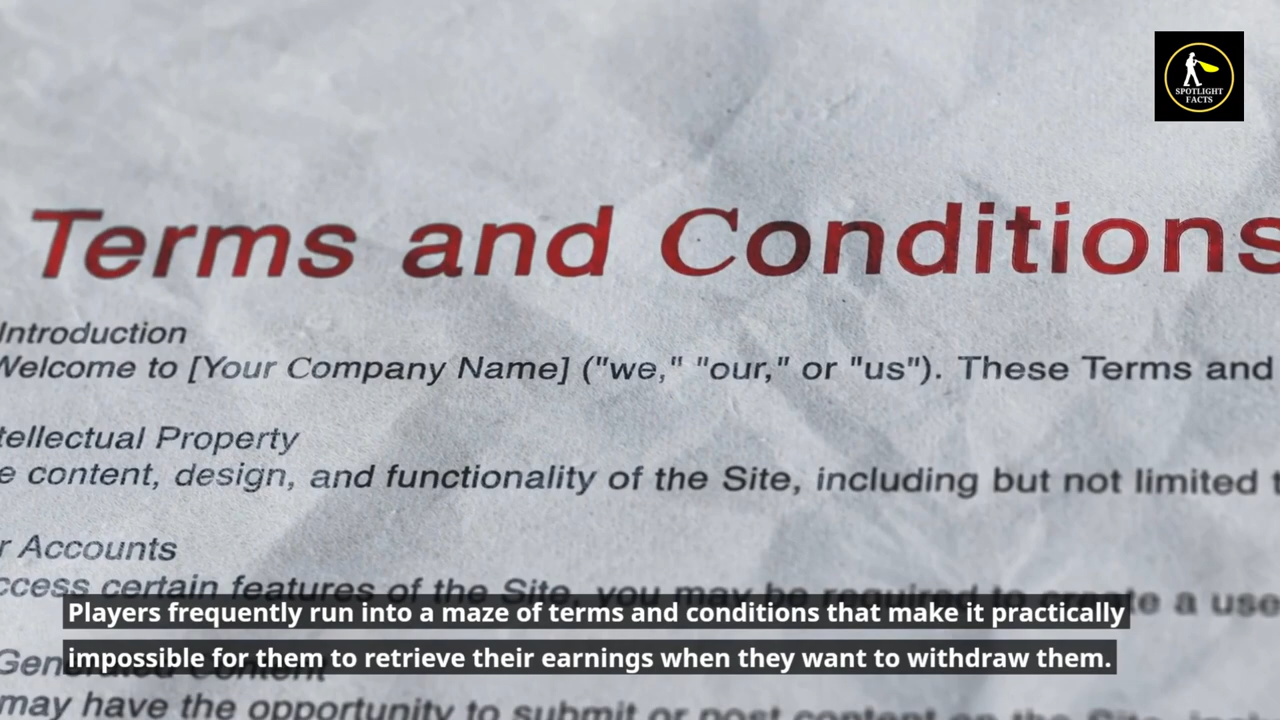 SPOTLIGHT
FACTS
Terms and Conditions
Introduction
Welcome to [Your Company Name] ("we," "our," or "us"). These Terms and
tellectual Property
e content, design, and functionality of the Site, including but not limited t
r Accounts
ccess certain features of the Site, you may be required to create a use
Players frequently run into a maze of terms and conditions that make it practically
impossible for them to retrieve their earnings when they want to withdraw them.
Generated Content
may have the opportunity to submit or post content on the Site